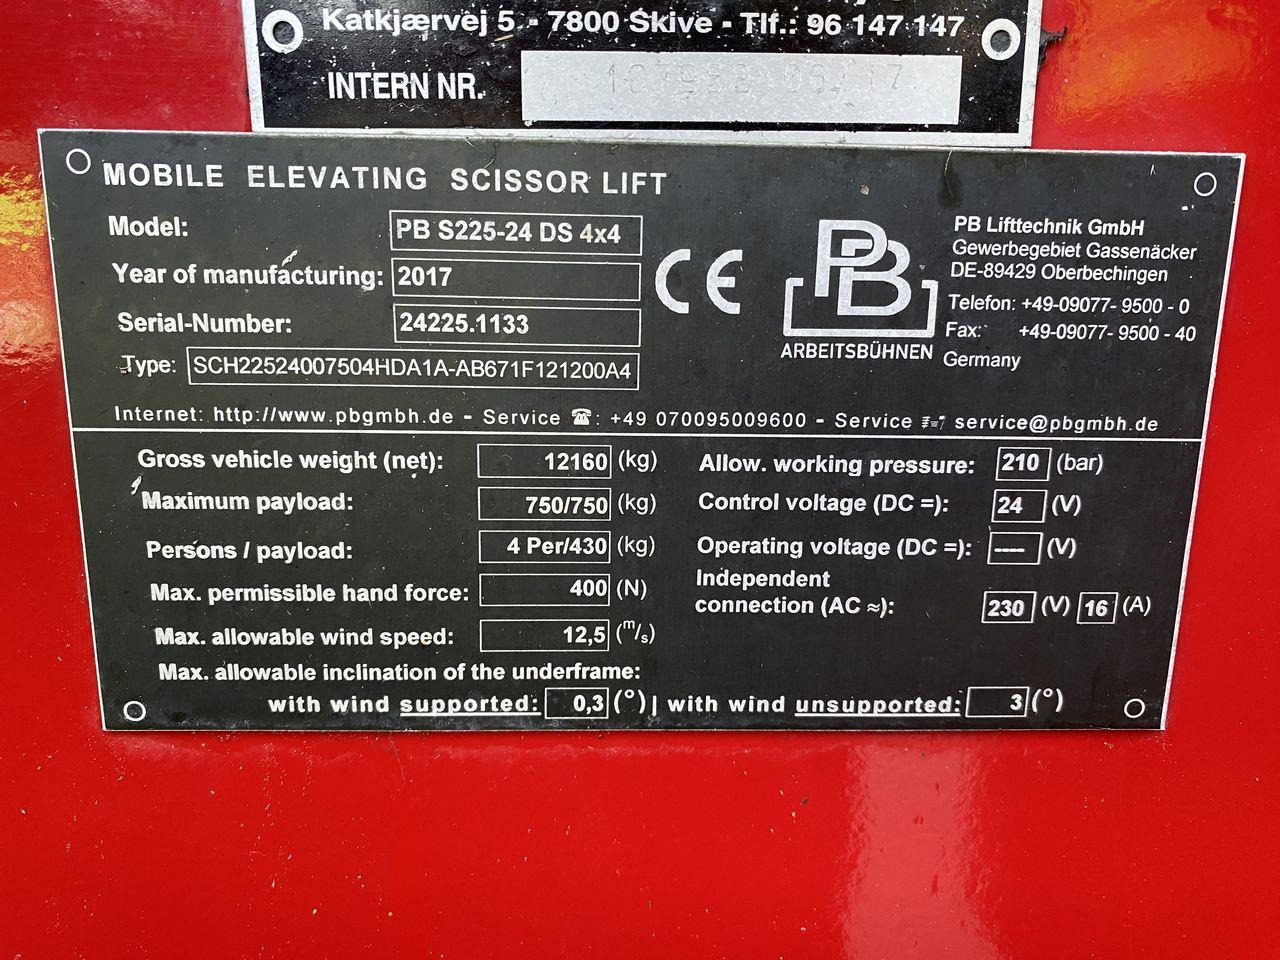 Katkjærvej 5 - 7800 Skive - Tlf.: 96 147 147
INTERN NR. 107982 06/17
MOBILE ELEVATING SCISSOR LIFT
Model: PB S225-24 DS 4x4
Year of manufacturing: 2017
Serial-Number: 24225.1133
Type: SCH22524007504HDA1A-AB671F121200A4
CE
PB
ARBEITSBÜHNEN
PB Lifttechnik GmbH
Gewerbegebiet Gassenäcker
DE-89429 Oberbechingen
Telefon: +49-09077- 9500 - 0
Fax: +49-09077- 9500 - 40
Germany
Internet: http://www.pbgmbh.de - Service ☎: +49 070095009600 - Service service@pbgmbh.de
Gross vehicle weight (net): 12160 (kg)
Maximum payload: 750/750 (kg)
Persons / payload: 4 Per/430 (kg)
Max. permissible hand force: 400 (N)
Max. allowable wind speed: 12,5 (m/s)
Allow. working pressure: 210 (bar)
Control voltage (DC =): 24 (V)
Operating voltage (DC =): ---- (V)
Independent
connection (AC ≈): 230 (V) 16 (A)
Max. allowable inclination of the underframe:
with wind supported: 0,3 (°) | with wind unsupported: 3 (°)